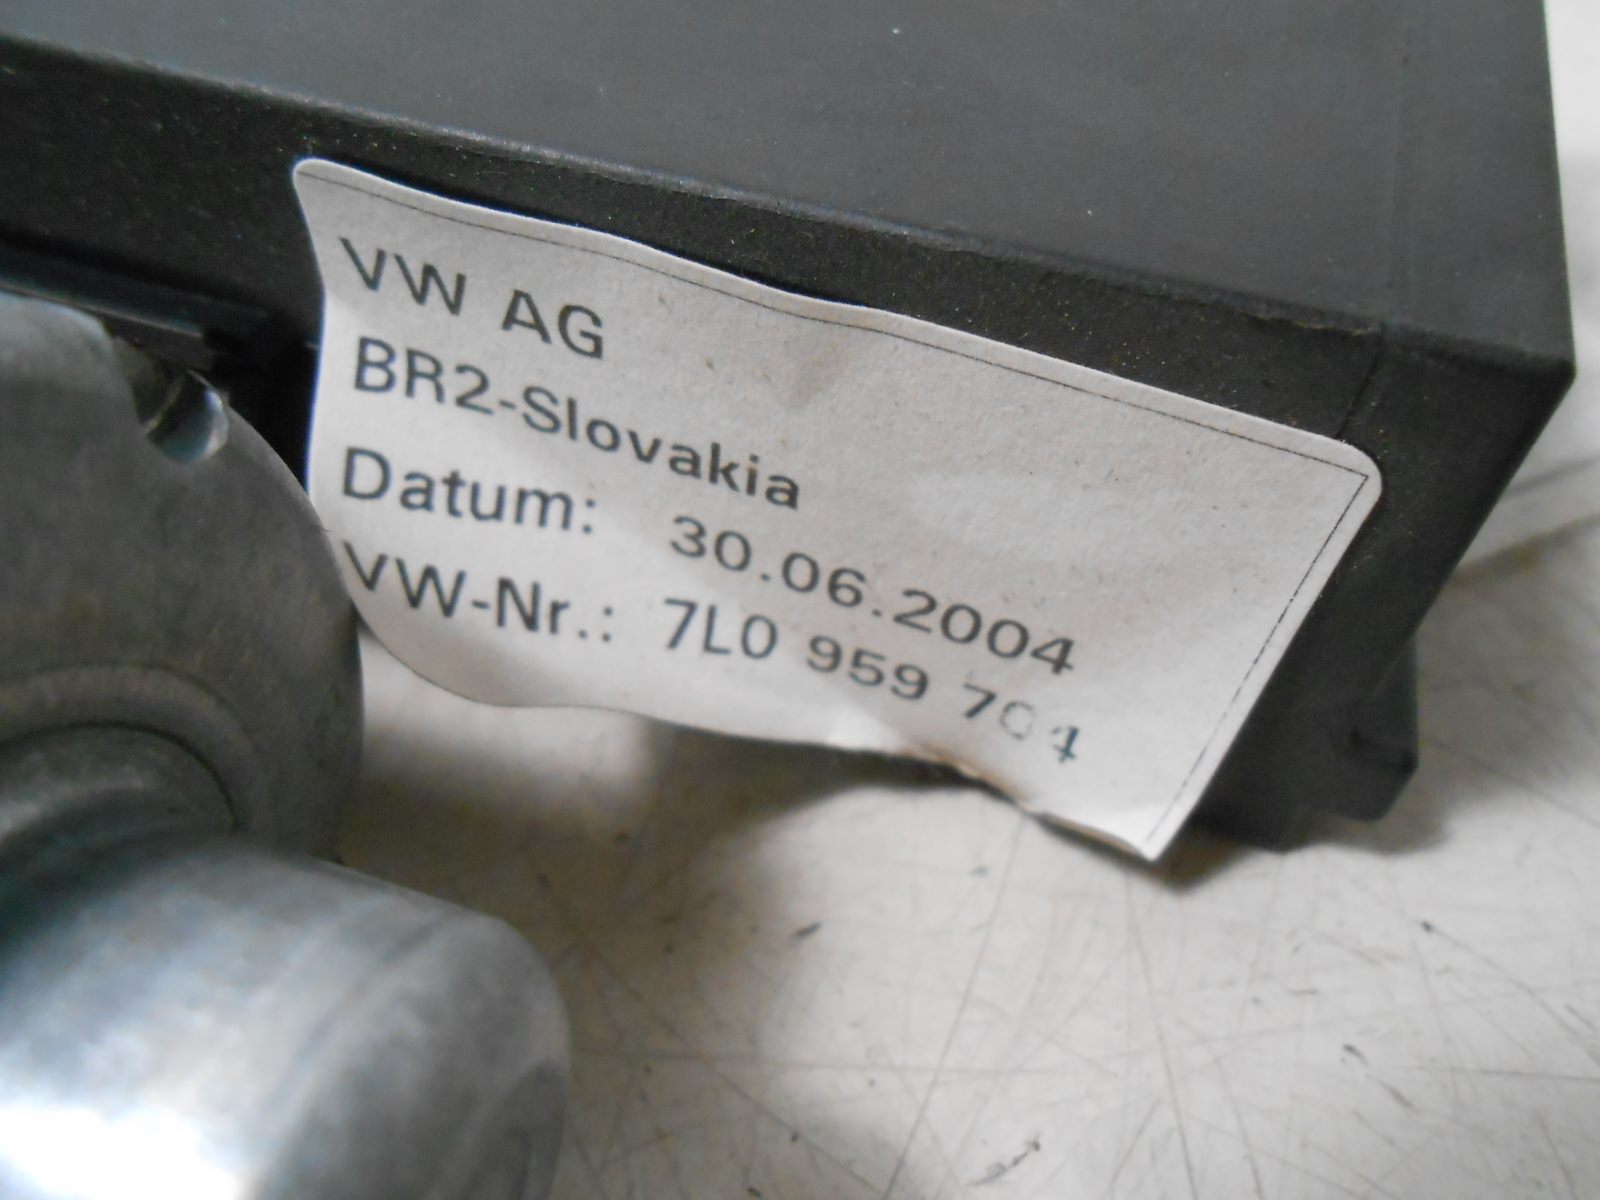 VW AG
BR2-Slovakia
Datum: 30.06.2004
VW-Nr.: 7L0 959 704